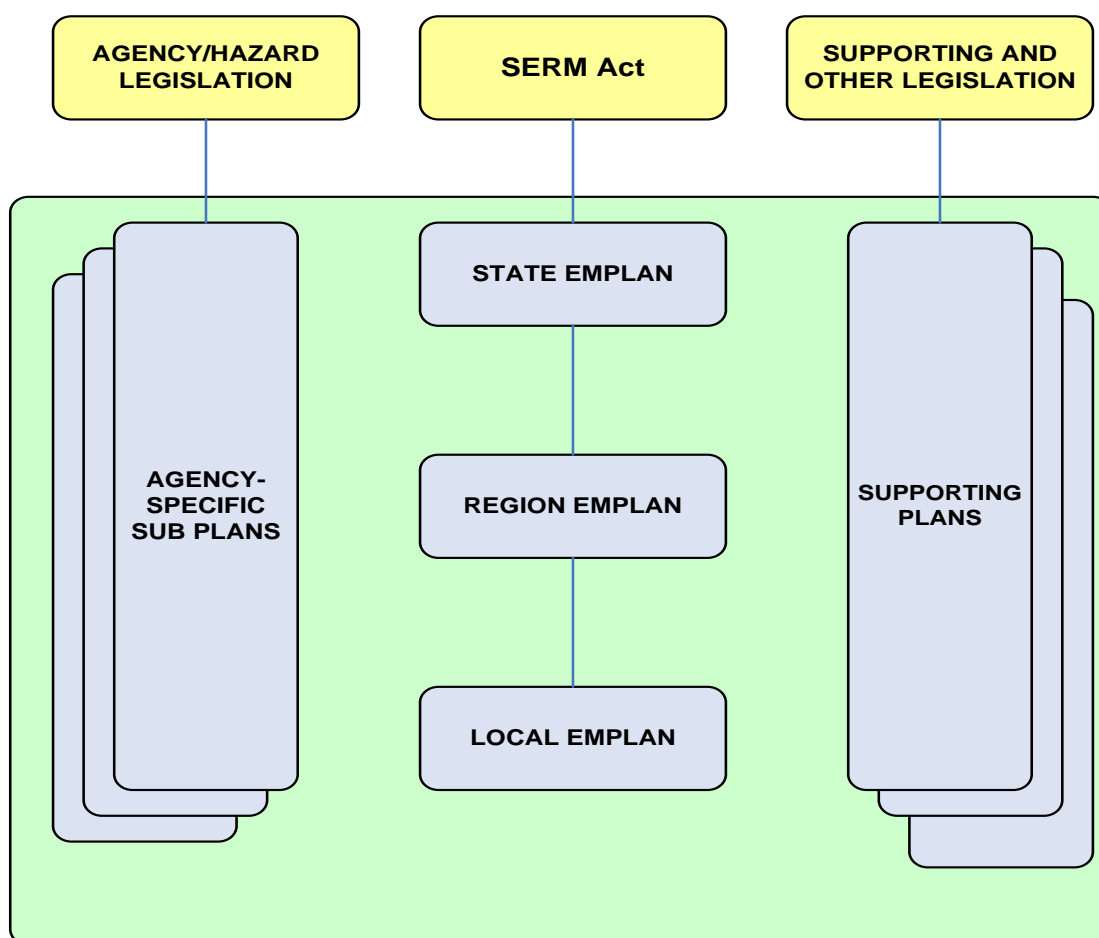 AGENCY/HAZARD
LEGISLATION
SERM Act
SUPPORTING AND
OTHER LEGISLATION
STATE EMPLAN
AGENCY-
SPECIFIC
SUB PLANS
REGION EMPLAN
SUPPORTING
PLANS
LOCAL EMPLAN